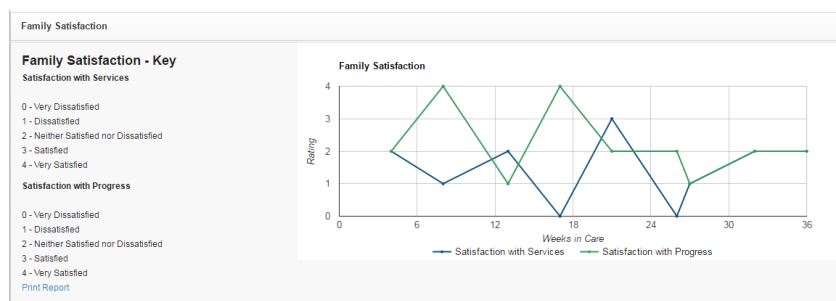 Family Satisfaction
Family Satisfaction - Key
Satisfaction with Services
0 - Very Dissatisfied
1 - Dissatisfied
2 - Neither Satisfied nor Dissatisfied
3 - Satisfied
4 - Very Satisfied
Satisfaction with Progress
0 - Very Dissatisfied
1 - Dissatisfied
2 - Neither Satisfied nor Dissatisfied
3 - Satisfied
4 - Very Satisfied
Print Report
Family Satisfaction
4
3
2
1
0
Rating
0 6 12 18 24 30 36
Weeks in Care
Satisfaction with Services Satisfaction with Progress